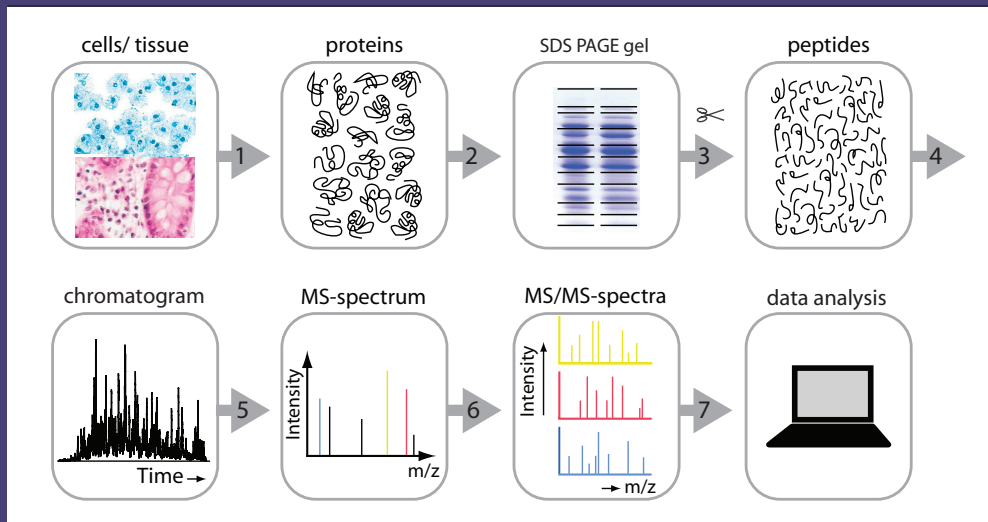 cells/ tissue
proteins
SDS PAGE gel
peptides
1
2
3
4
chromatogram
MS-spectrum
MS/MS-spectra
data analysis
Time →
5
Intensity
m/z
6
Intensity
→ m/z
7